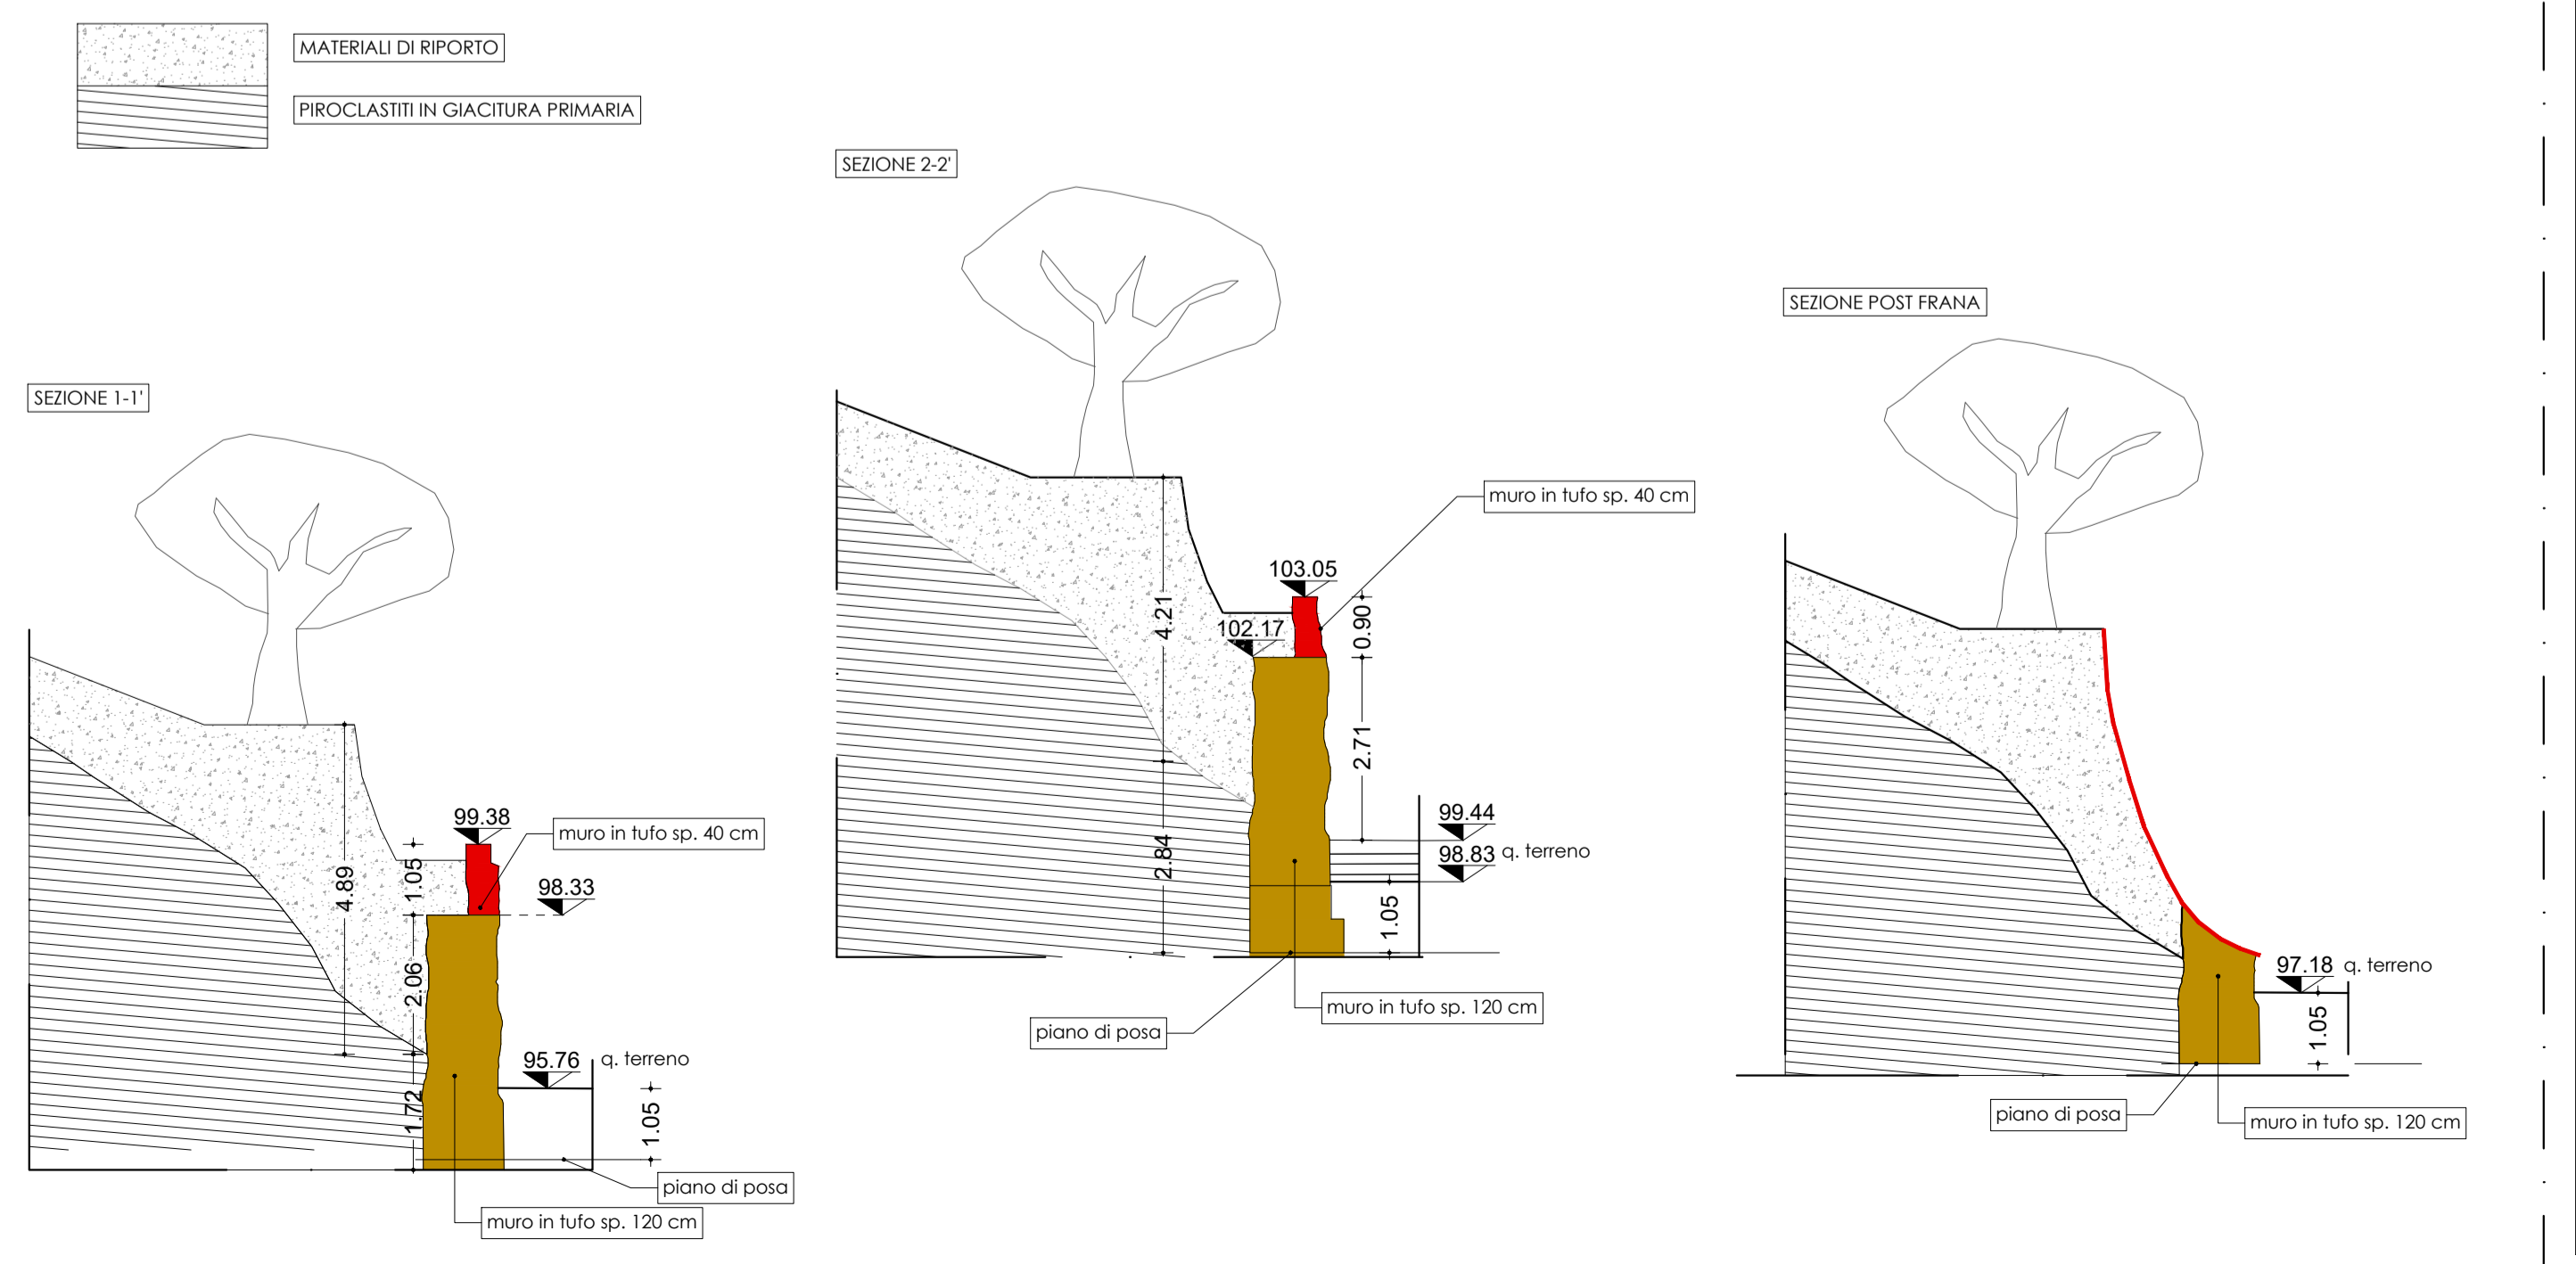 MATERIALI DI RIPORTO
PIROCLASTITI IN GIACITURA PRIMARIA
SEZIONE 1-1'
4.89
1.05
2.06
1.72
99.38
muro in tufo sp. 40 cm
98.33
95.76 q. terreno
1.05
piano di posa
muro in tufo sp. 120 cm
SEZIONE 2-2'
muro in tufo sp. 40 cm
103.05
102.17
4.21
0.90
2.71
2.84
99.44
98.83 q. terreno
1.05
muro in tufo sp. 120 cm
piano di posa
SEZIONE POST FRANA
97.18 q. terreno
1.05
piano di posa
muro in tufo sp. 120 cm